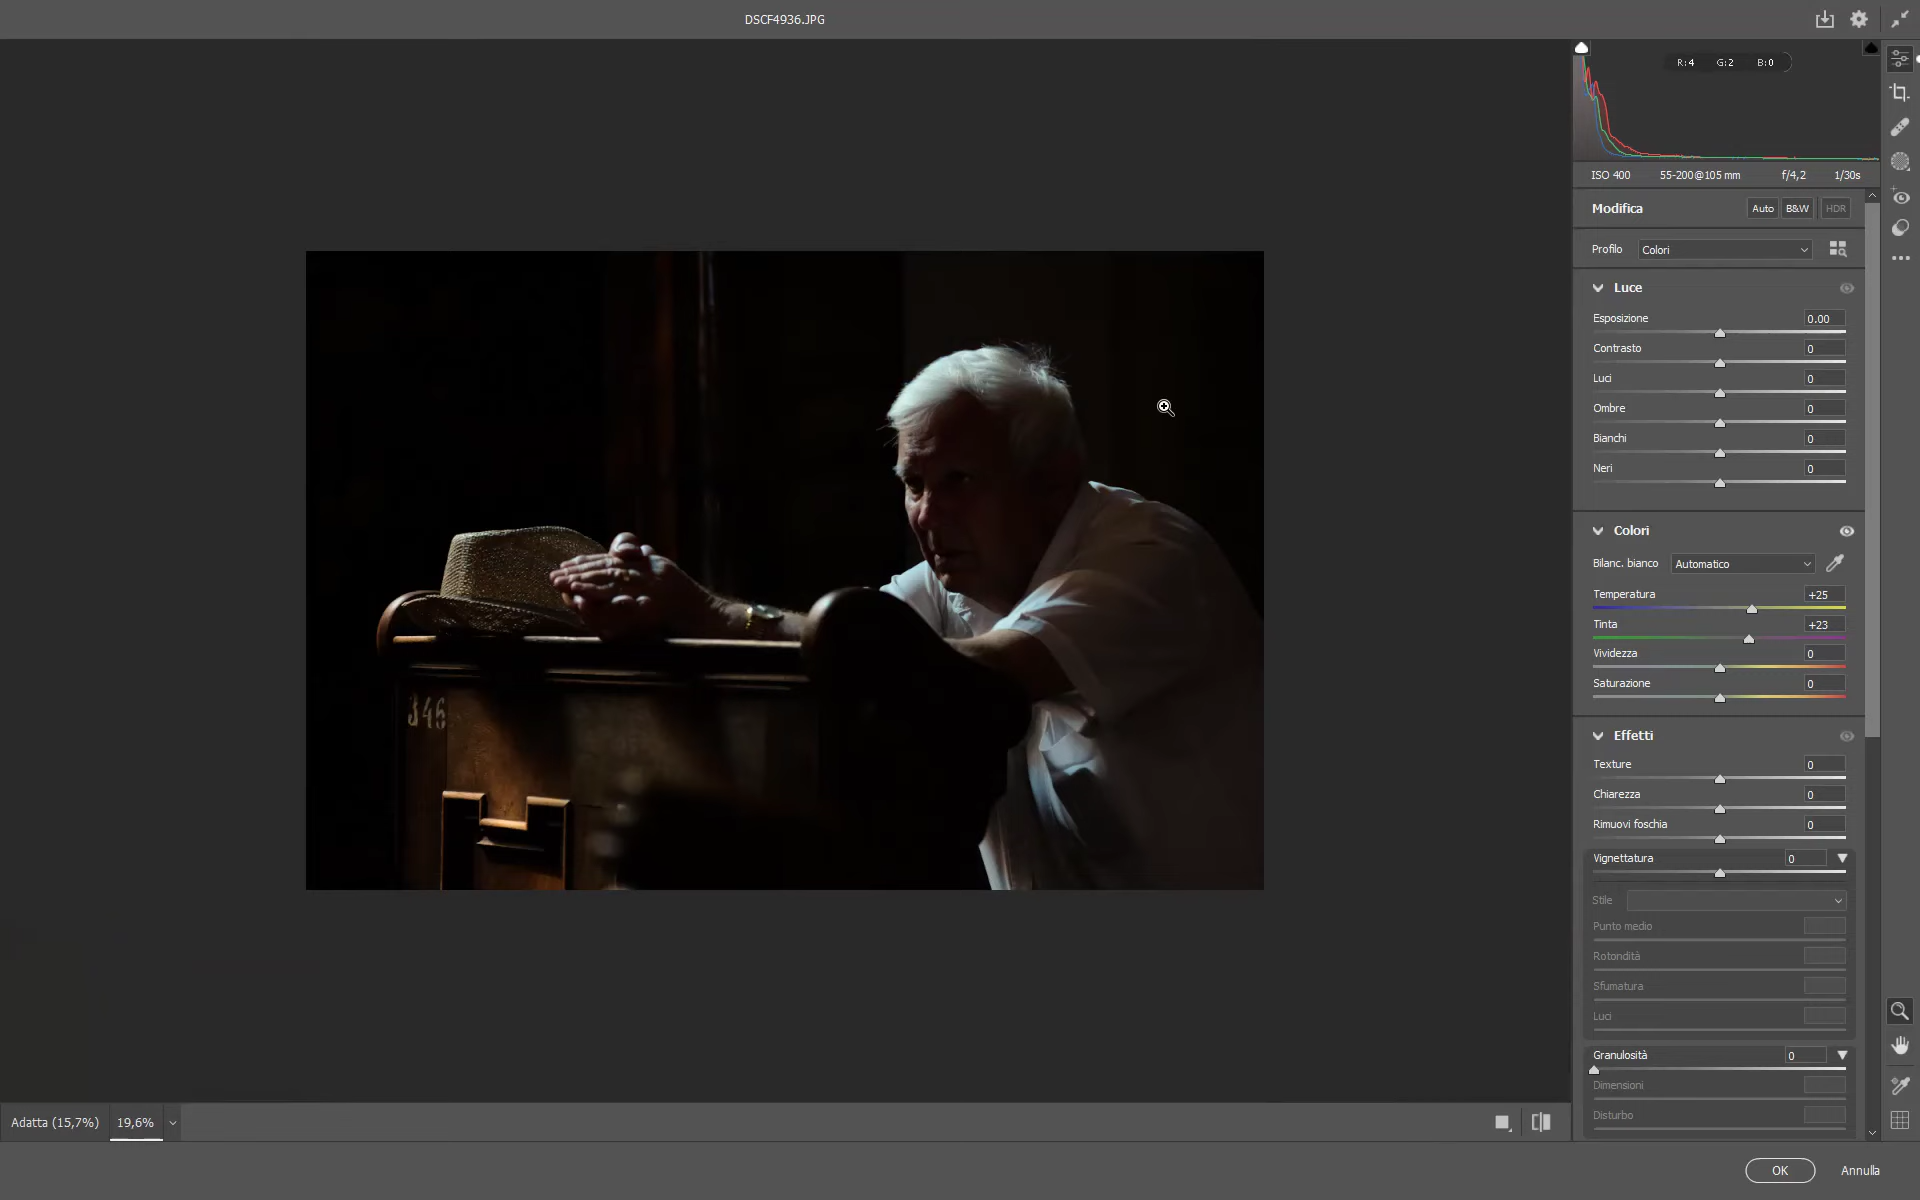 DSCF4936.JPG
R:4 G:2 B:0
ISO 400 55-200@105 mm f/4,2 1/30s
Modifica Auto B&W HDR
Profilo Colori
Luce
Esposizione 0.00
Contrasto 0
Luci 0
Ombre 0
Bianchi 0
Neri 0
Colori
Bilanc. bianco Automatico
Temperatura +25
Tinta +23
Vividezza 0
Saturazione 0
Effetti
Texture 0
Chiarezza 0
Rimuovi foschia 0
Vignettatura 0
Stile
Punto medio
Rotondità
Sfumatura
Luci
Granulosità 0
Dimensioni
Disturbo
346
Adatta (15,7%) 19,6%
OK Annulla